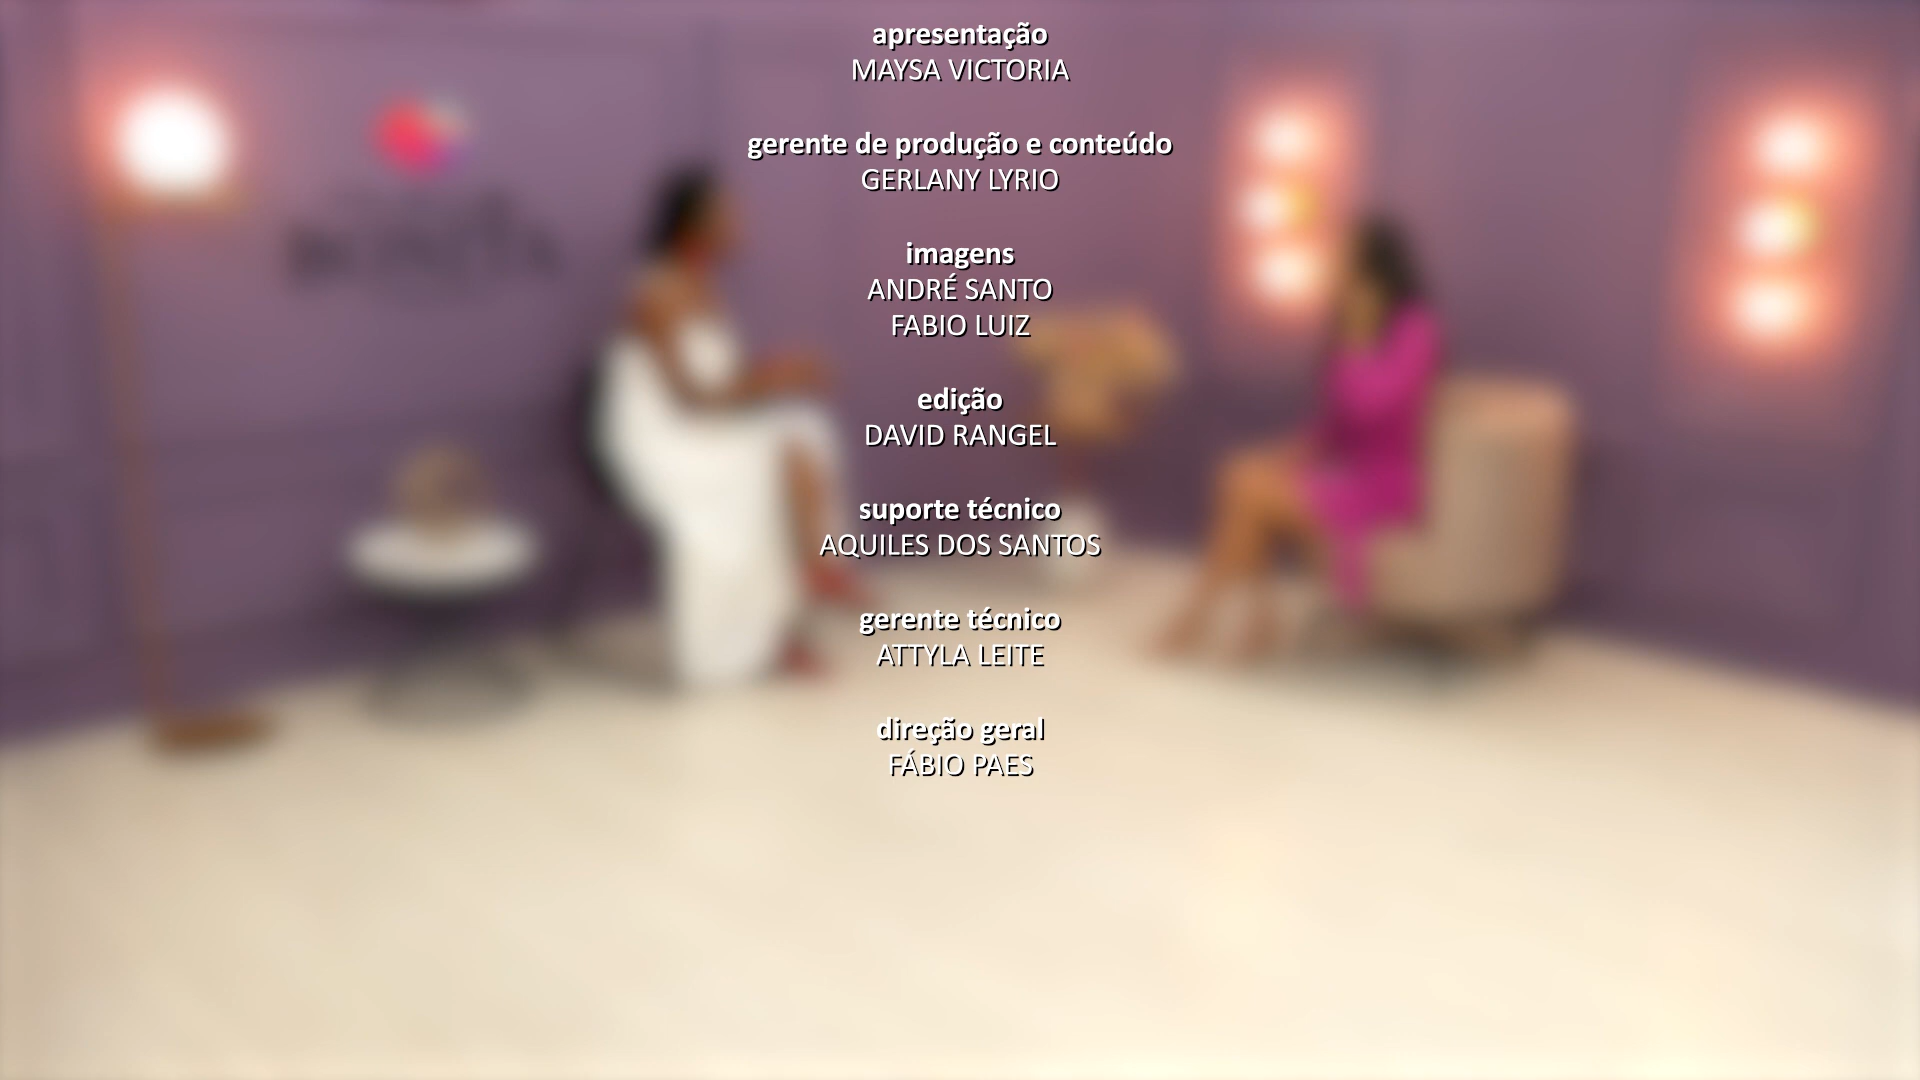 apresentação
MAYSA VICTORIA
gerente de produção e conteúdo
GERLANY LYRIO
imagens
ANDRÉ SANTO
FABIO LUIZ
edição
DAVID RANGEL
suporte técnico
AQUILES DOS SANTOS
gerente técnico
ATTYLA LEITE
direção geral
FÁBIO PAES